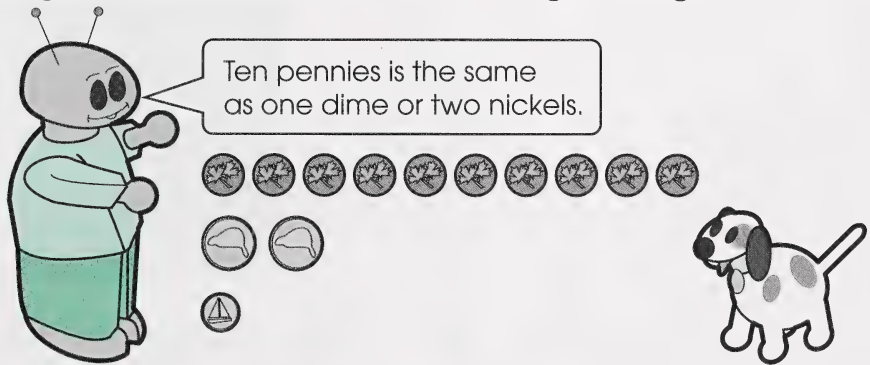 Ten pennies is the same
as one dime or two nickels.